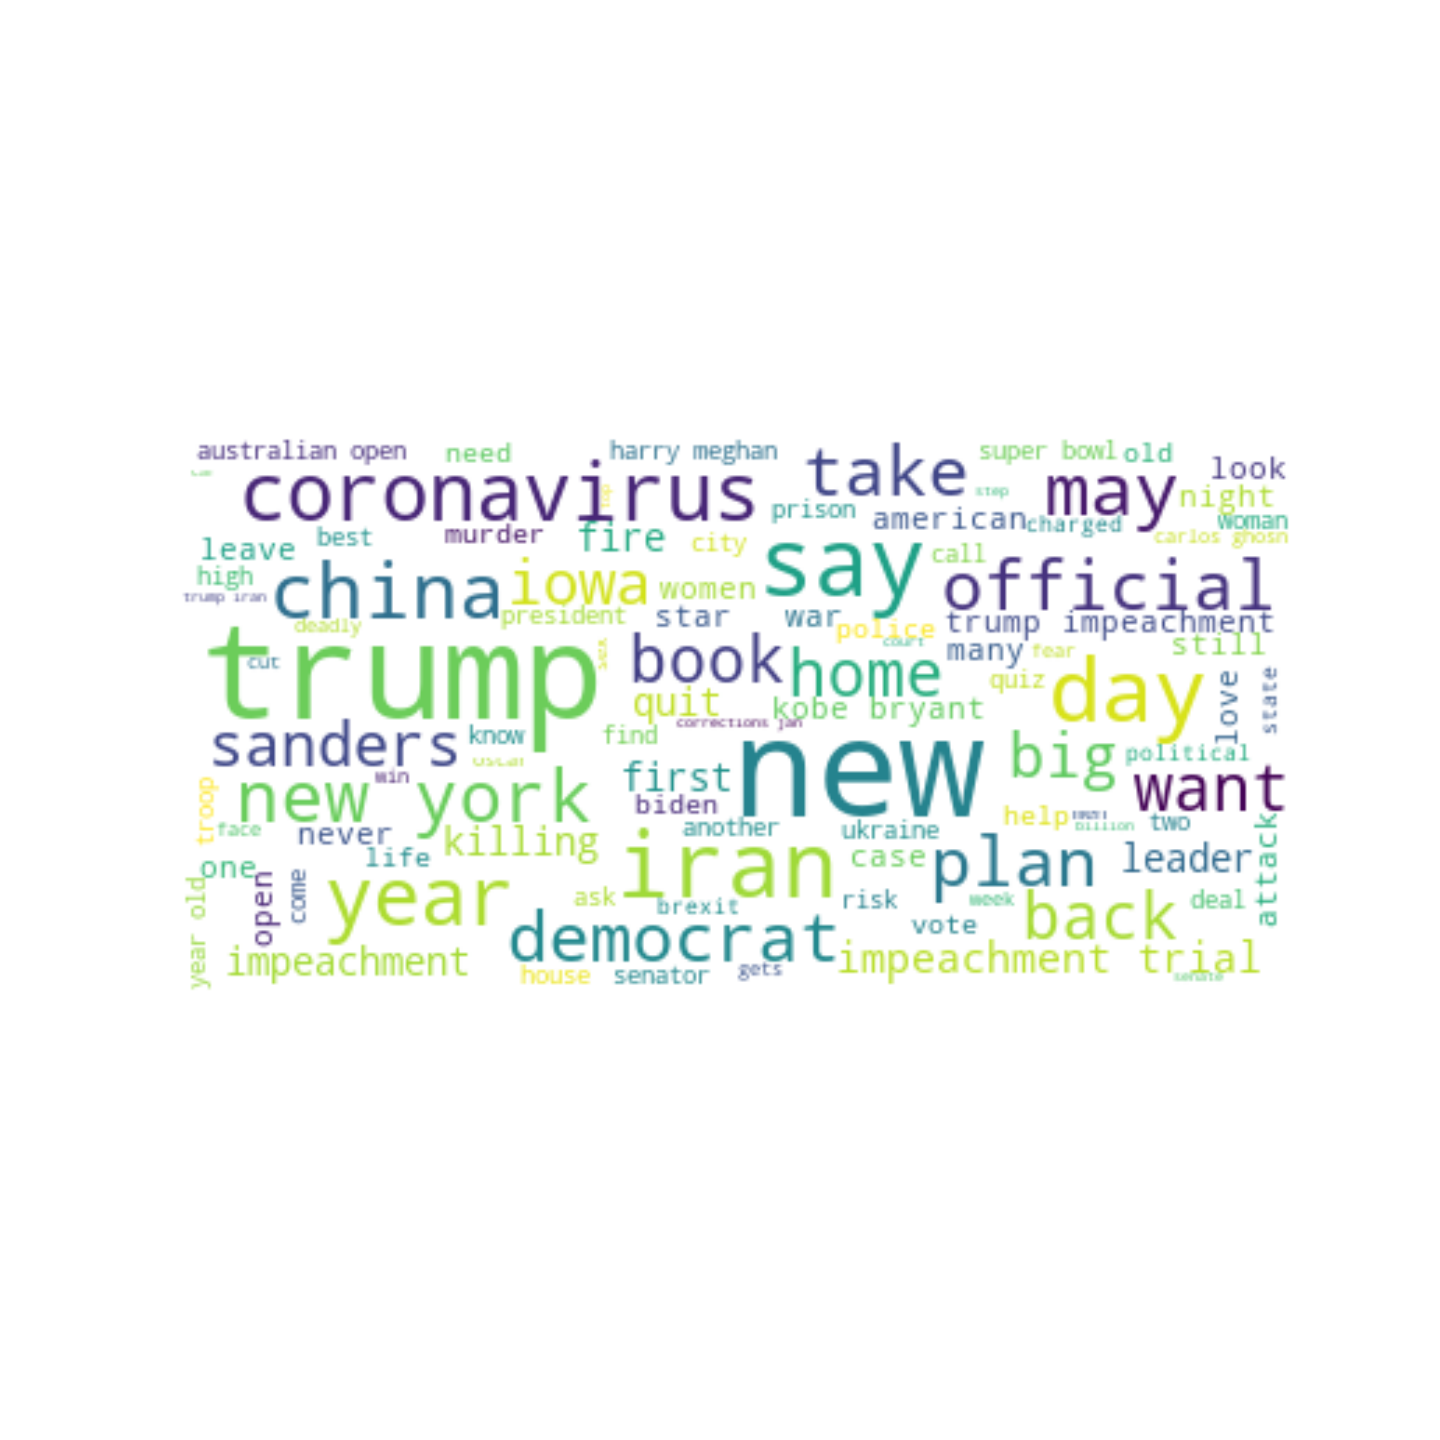 australian open
need
harry meghan
take
super bowl
old
look
coronavirus
may
night
prison
step
american
charged
woman
carlos ghosn
leave
best
murder
fire
city
say
call
high
china
iowa
women
official
trump iran
deadly
president
star
war
police
trump impeachment
court
many
fear
still
trump
cut
book
home
quiz
day
love
state
quit
kobe bryant
corrections jan
sanders
know
find
new
big
political
oscar
win
first
want
troop
new york
biden
help
billion
two
face
never
another
ukraine
killing
life
iran
case
plan
leader
attack
one
open
come
year
ask
brexit
risk
week
back
deal
year old
democrat
vote
impeachment
impeachment trial
house
senator
gets
senate